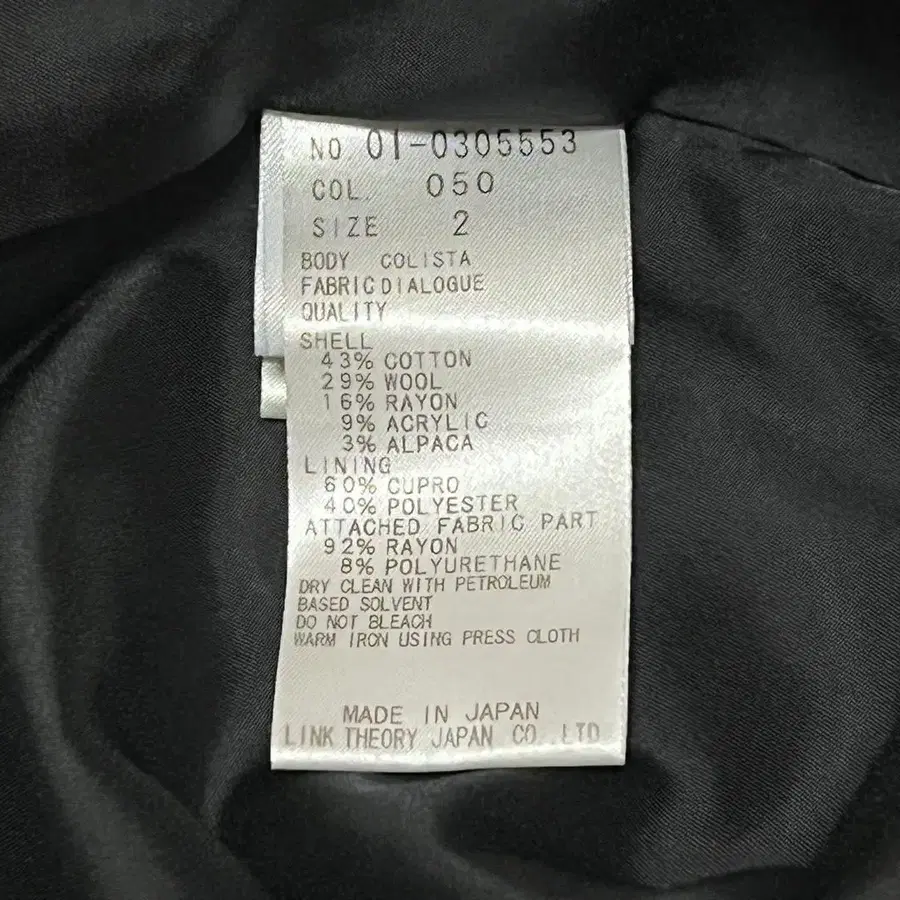 NO 01-0305553
COL. 050
SIZE 2
BODY COLISTA
FABRIC DIALOGUE
QUALITY
SHELL
43% COTTON
29% WOOL
16% RAYON
9% ACRYLIC
3% ALPACA
LINING
60% CUPRO
40% POLYESTER
ATTACHED FABRIC PART
92% RAYON
8% POLYURETHANE
DRY CLEAN WITH PETROLEUM
BASED SOLVENT
DO NOT BLEACH
WARM IRON USING PRESS CLOTH
MADE IN JAPAN
LINK THEORY JAPAN CO.,LTD